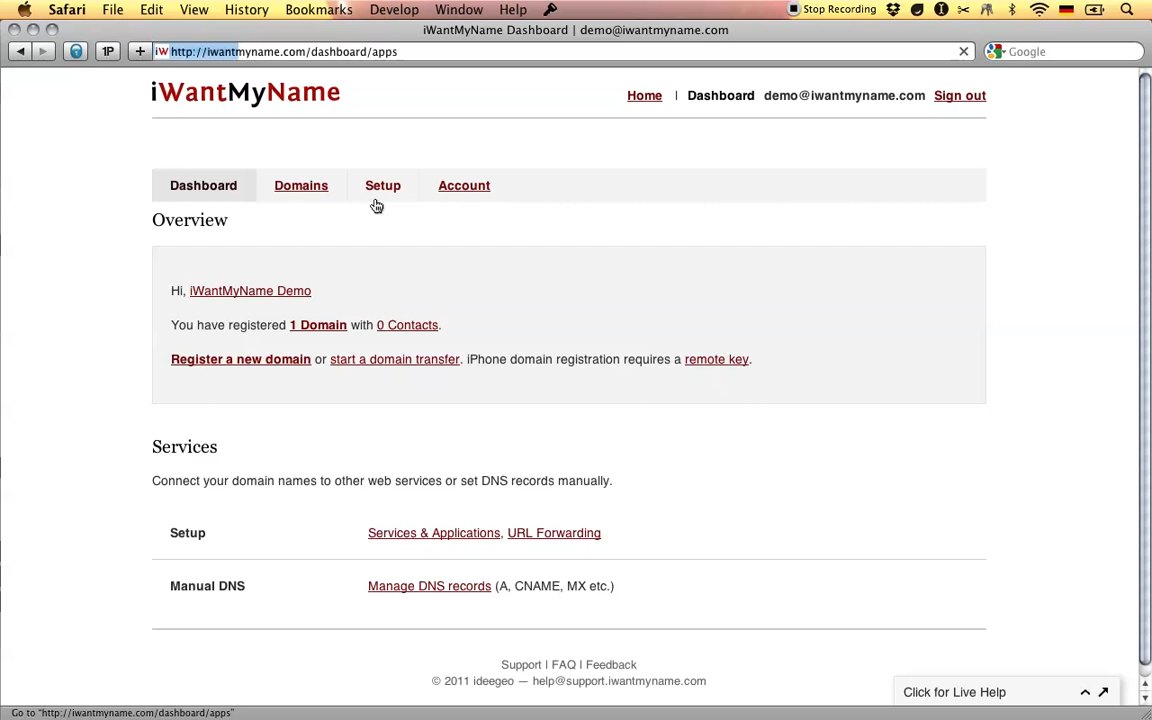 Safari File Edit View History Bookmarks Develop Window Help Stop Recording
iWantMyName Dashboard | demo@iwantmyname.com
1P + iW http://iwantmyname.com/dashboard/apps Google
iWantMyName Home | Dashboard demo@iwantmyname.com Sign out
Dashboard Domains Setup Account
Overview
Hi, iWantMyName Demo
You have registered 1 Domain with 0 Contacts.
Register a new domain or start a domain transfer. iPhone domain registration requires a remote key.
Services
Connect your domain names to other web services or set DNS records manually.
Setup Services & Applications, URL Forwarding
Manual DNS Manage DNS records (A, CNAME, MX etc.)
Support | FAQ | Feedback
© 2011 ideegeo — help@support.iwantmyname.com
Click for Live Help
Go to "http://iwantmyname.com/dashboard/apps"